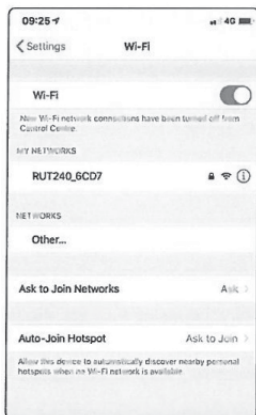 09:25
4G
Settings
Wi-Fi
Wi-Fi
New Wi-Fi network connections have been turned off from
Control Centre.
MY NETWORKS
RUT240_6CD7
NETWORKS
Other...
Ask to Join Networks Ask
Auto-Join Hotspot Ask to Join
Allow this device to automatically discover nearby personal
hotspots when no Wi-Fi network is available.